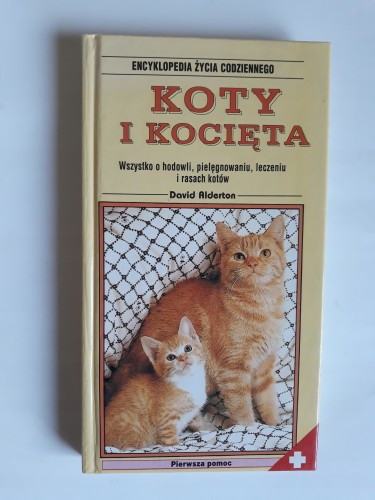 ENCYKLOPEDIA ŻYCIA CODZIENNEGO
KOTY
I KOCIĘTA
Wszystko o hodowli, pielęgnowaniu, leczeniu
i rasach kotów
David Alderton
Pierwsza pomoc